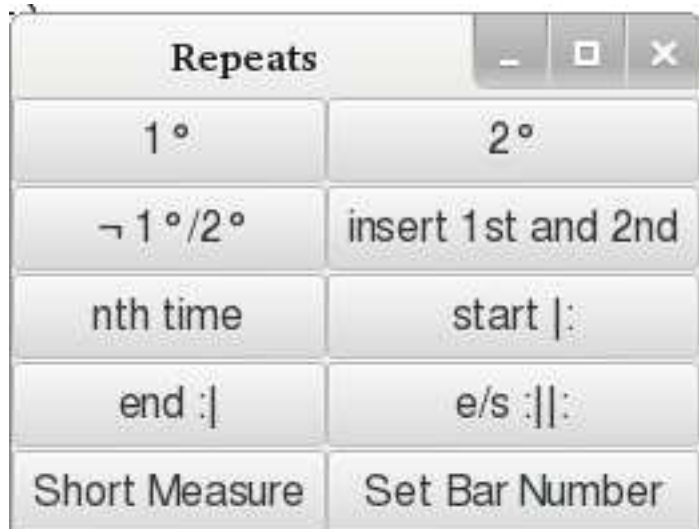 Repeats
1° 2°
¬ 1°/2° insert 1st and 2nd
nth time start |:
end :| e/s :||:
Short Measure Set Bar Number